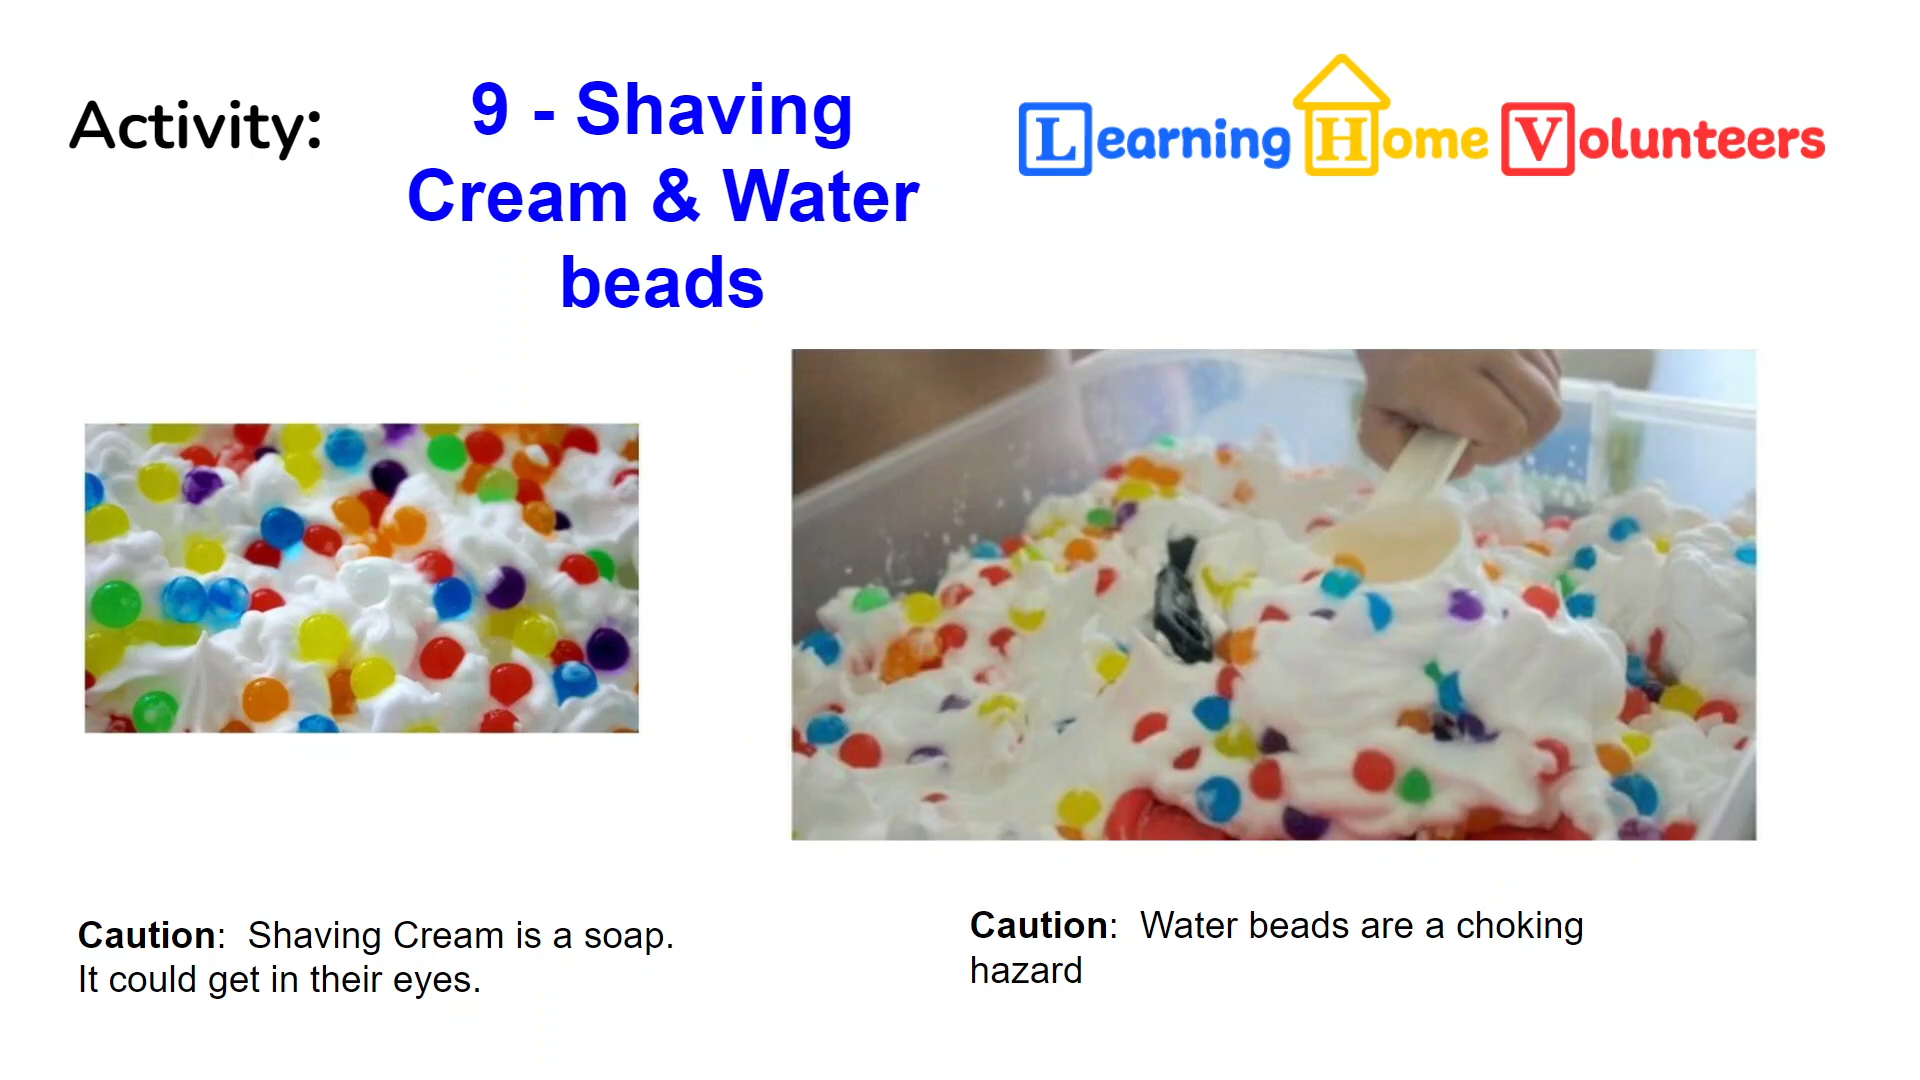 Activity:
9 - Shaving
Cream & Water
beads
Learning Home Volunteers
Caution:  Shaving Cream is a soap.
It could get in their eyes.
Caution:  Water beads are a choking
hazard